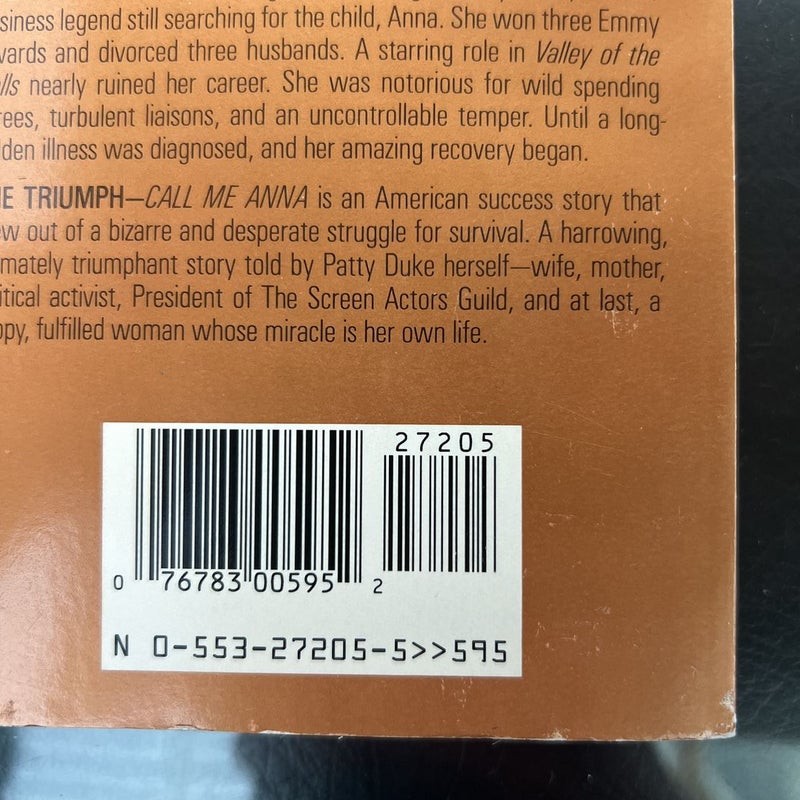 siness legend still searching for the child, Anna. She won three Emmy
wards and divorced three husbands. A starring role in Valley of the
lls nearly ruined her career. She was notorious for wild spending
rees, turbulent liaisons, and an uncontrollable temper. Until a long-
dden illness was diagnosed, and her amazing recovery began.
HE TRIUMPH—CALL ME ANNA is an American success story that
ew out of a bizarre and desperate struggle for survival. A harrowing,
imately triumphant story told by Patty Duke herself—wife, mother,
itical activist, President of The Screen Actors Guild, and at last, a
ppy, fulfilled woman whose miracle is her own life.
27205
0 76783 00595 2
N 0-553-27205-5>>595